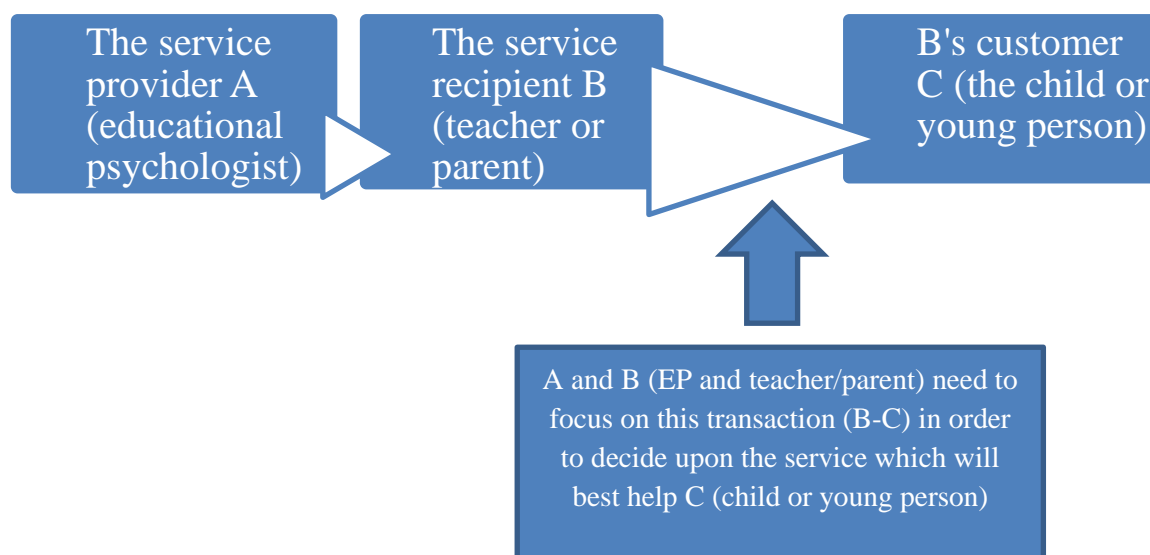 The service
provider A
(educational
psychologist)
The service
recipient B
(teacher or
parent)
B's customer
C (the child or
young person)
A and B (EP and teacher/parent) need to
focus on this transaction (B-C) in order
to decide upon the service which will
best help C (child or young person)